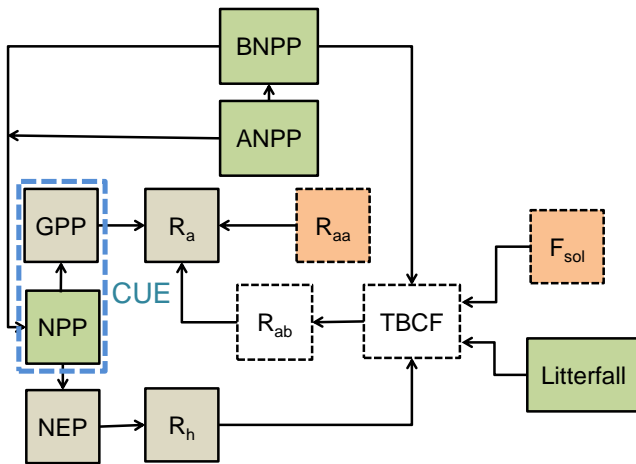 BNPP
ANPP
GPP
Ra
Raa
Fsol
CUE
NPP
Rab
TBCF
Litterfall
NEP
Rh